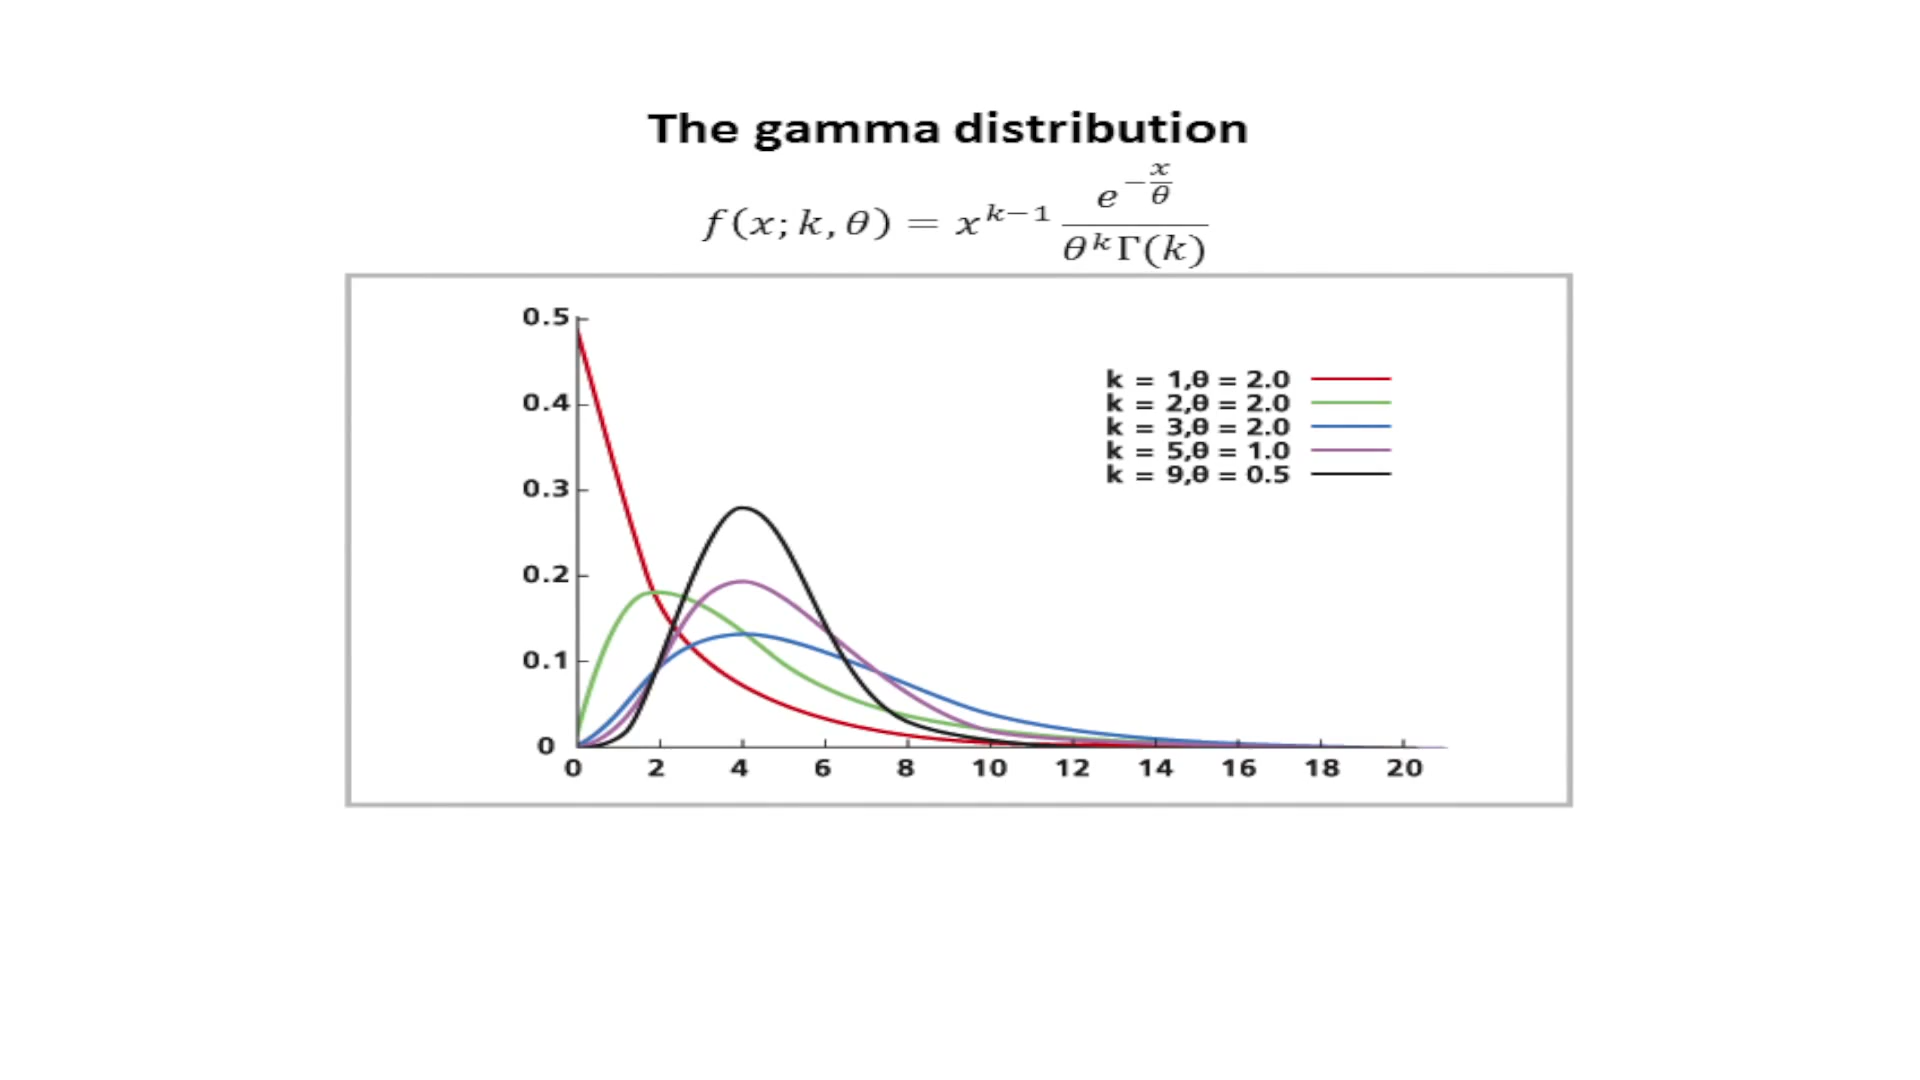 The gamma distribution
f(x; k, θ) = x^{k−1} \frac{e^{-\frac{x}{θ}}}{θ^k Γ(k)}
0.5
0.4
0.3
0.2
0.1
0
k = 1,θ = 2.0
k = 2,θ = 2.0
k = 3,θ = 2.0
k = 5,θ = 1.0
k = 9,θ = 0.5
0 2 4 6 8 10 12 14 16 18 20